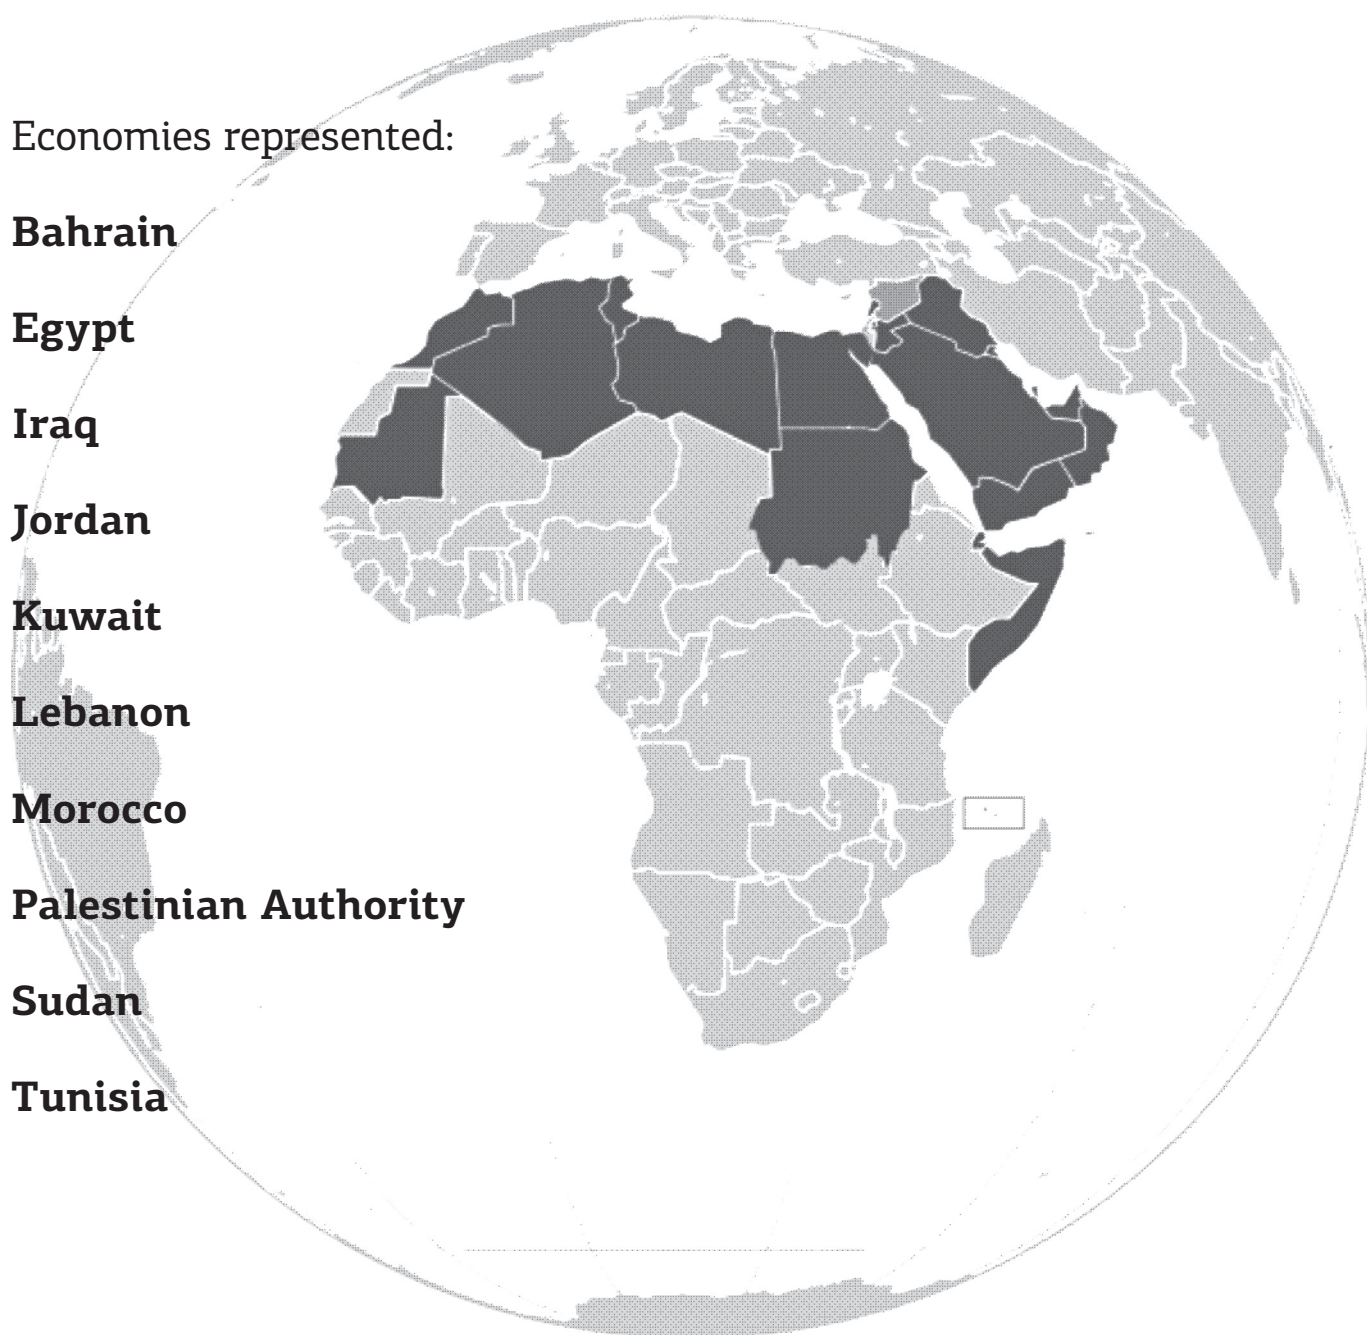 Economies represented:
Bahrain
Egypt
Iraq
Jordan
Kuwait
Lebanon
Morocco
Palestinian Authority
Sudan
Tunisia